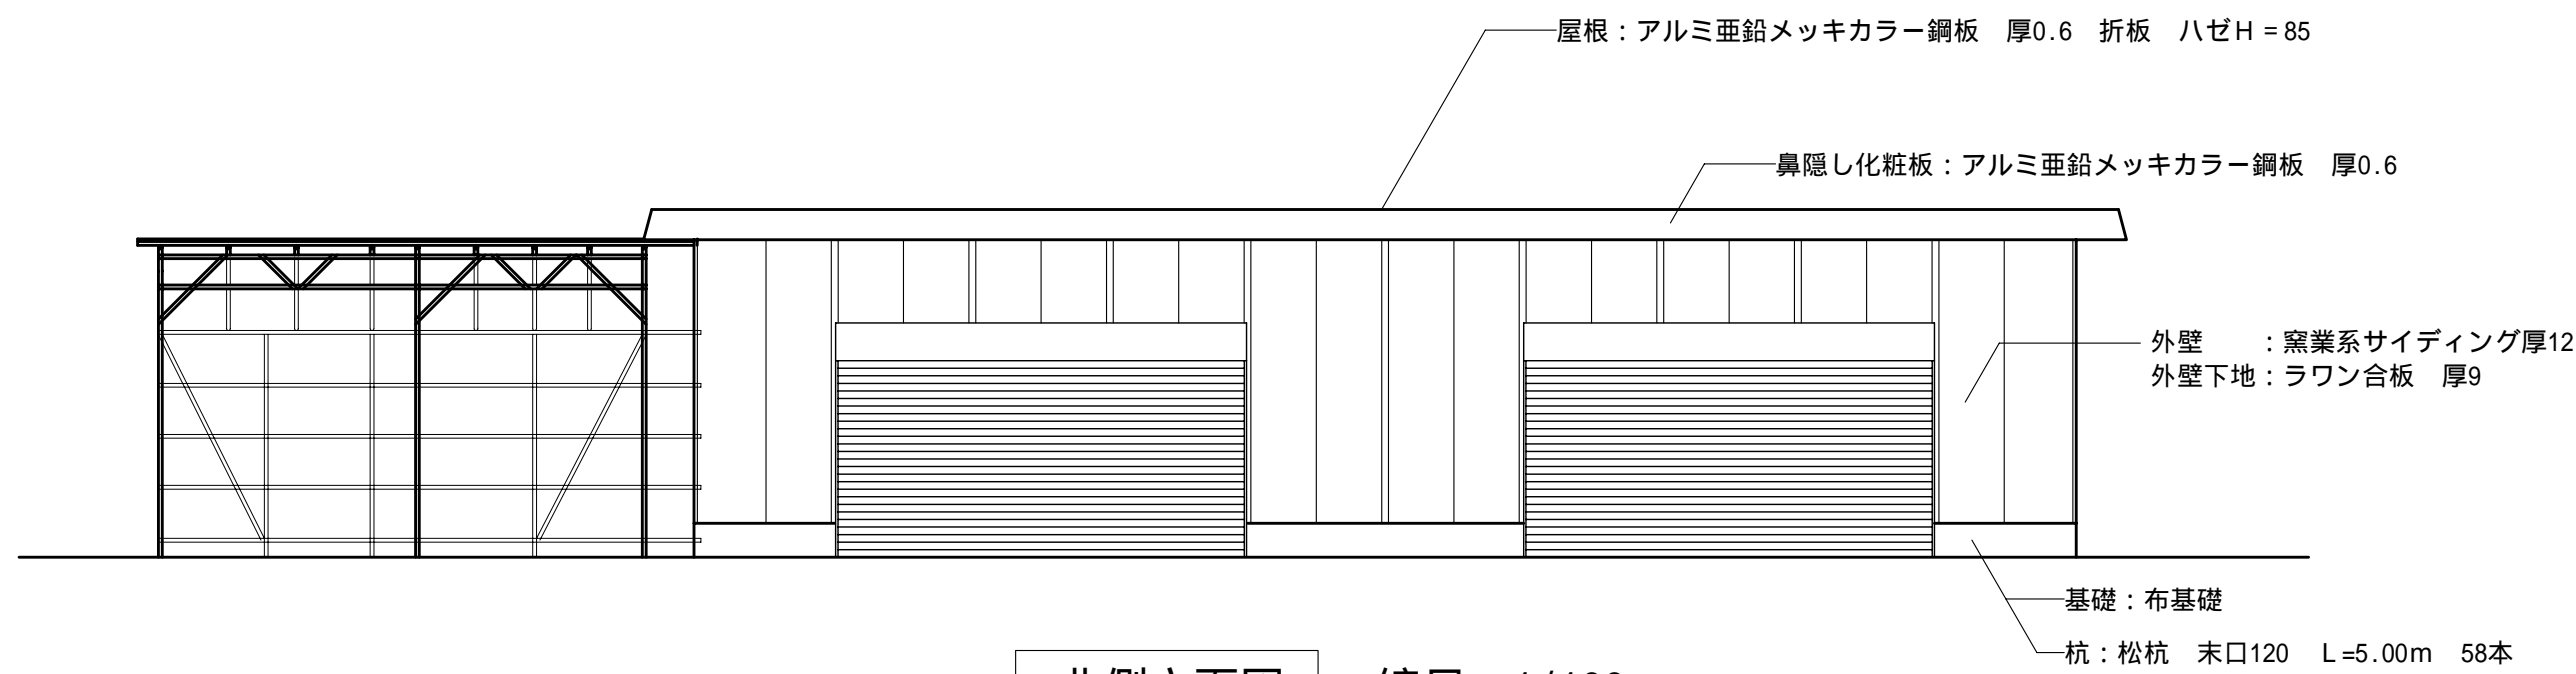 屋根：アルミ亜鉛メッキカラー鋼板　厚0.6　折板　ハゼH＝85
鼻隠し化粧板：アルミ亜鉛メッキカラー鋼板　厚0.6
外壁　　：窯業系サイディング厚12
外壁下地：ラワン合板　厚9
基礎：布基礎
杭：松杭　末口120　L=5.00m　58本